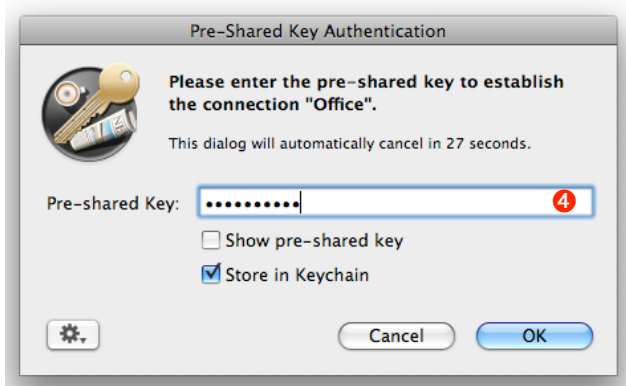 Pre-Shared Key Authentication
Please enter the pre-shared key to establish
the connection "Office".
This dialog will automatically cancel in 27 seconds.
Pre-shared Key: •••••••••• 4
Show pre-shared key
Store in Keychain
Cancel OK